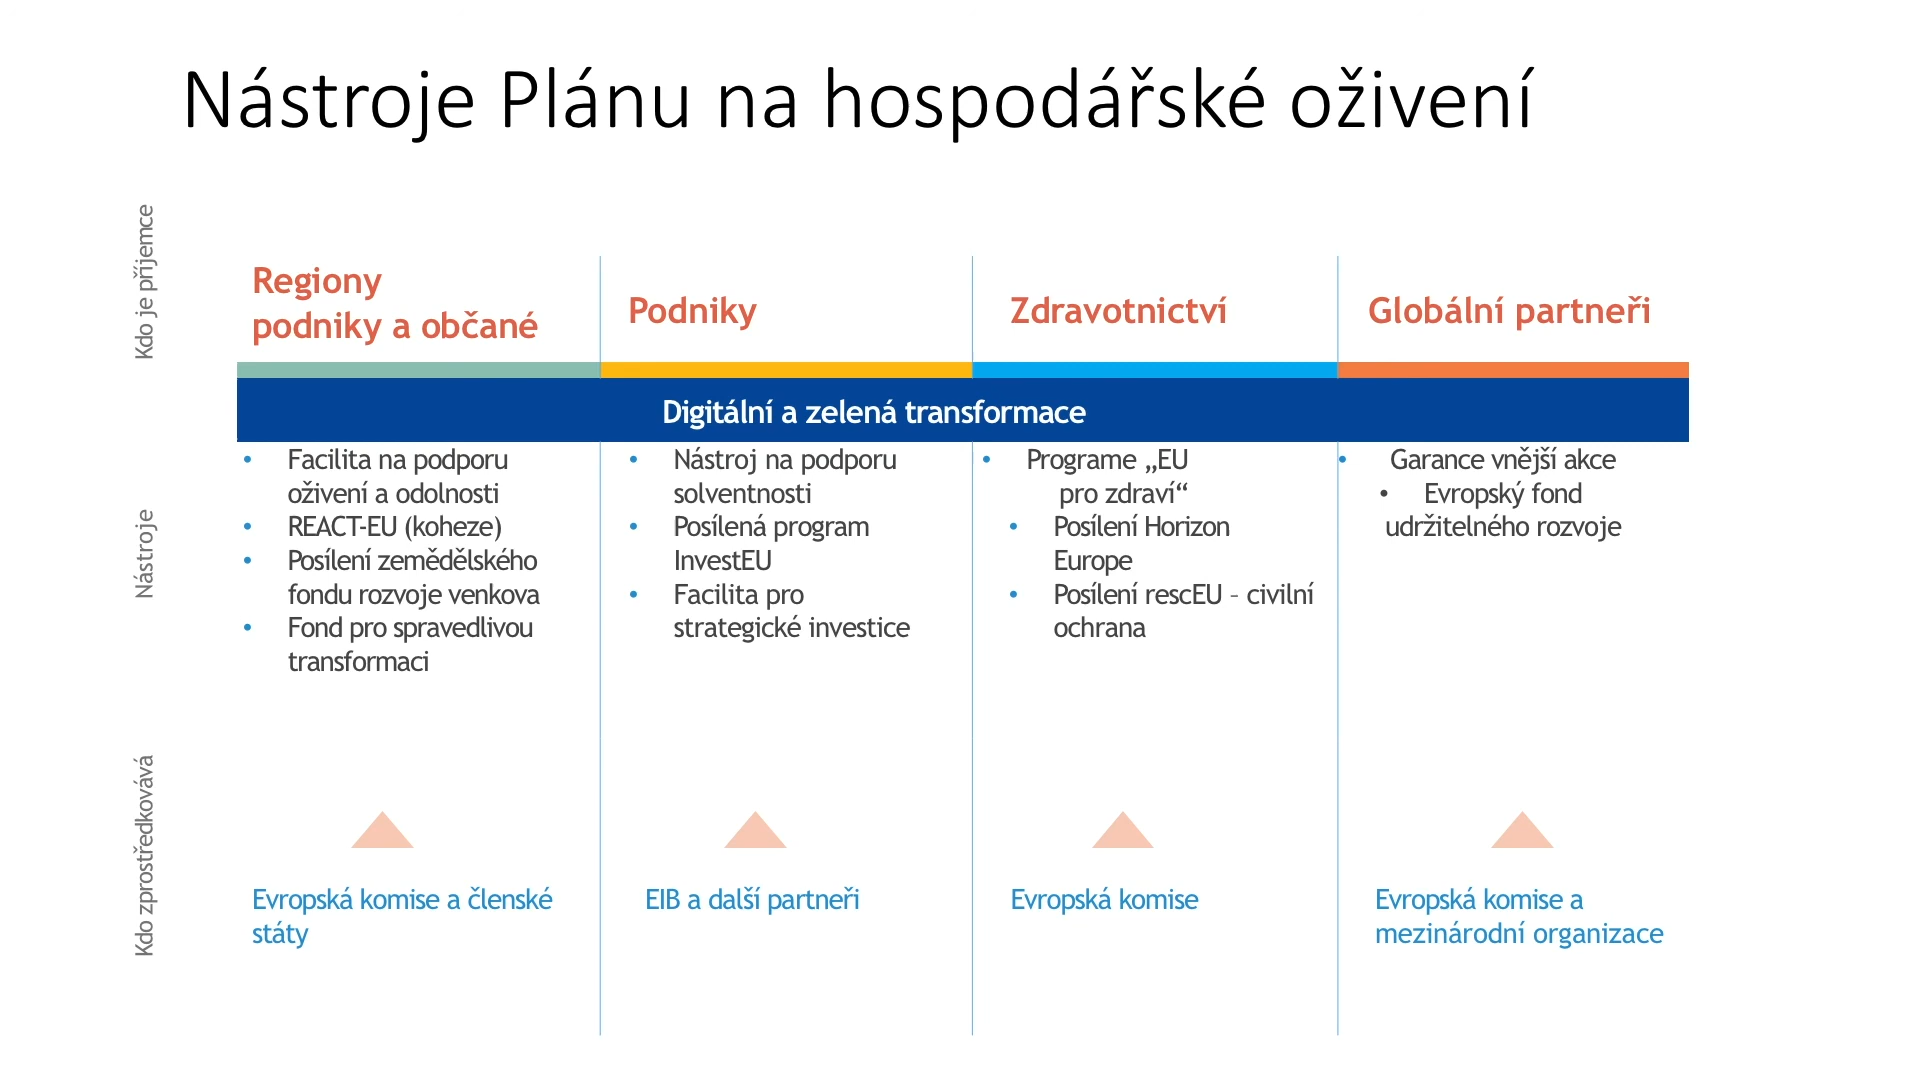 Nástroje Plánu na hospodářské oživení
Kdo je příjemce
Regiony
podniky a občané
Podniky
Zdravotnictví
Globální partneři
Digitální a zelená transformace
Nástroje
• Facilita na podporu
oživení a odolnosti
• REACT-EU (koheze)
• Posílení zemědělského
fondu rozvoje venkova
• Fond pro spravedlivou
transformaci
• Nástroj na podporu
solventnosti
• Posílená program
InvestEU
• Facilita pro
strategické investice
• Programe „EU
pro zdraví“
• Posílení Horizon
Europe
• Posílení rescEU – civilní
ochrana
• Garance vnější akce
• Evropský fond
udržitelného rozvoje
Kdo zprostředkovává
Evropská komise a členské
státy
EIB a další partneři
Evropská komise
Evropská komise a
mezinárodní organizace